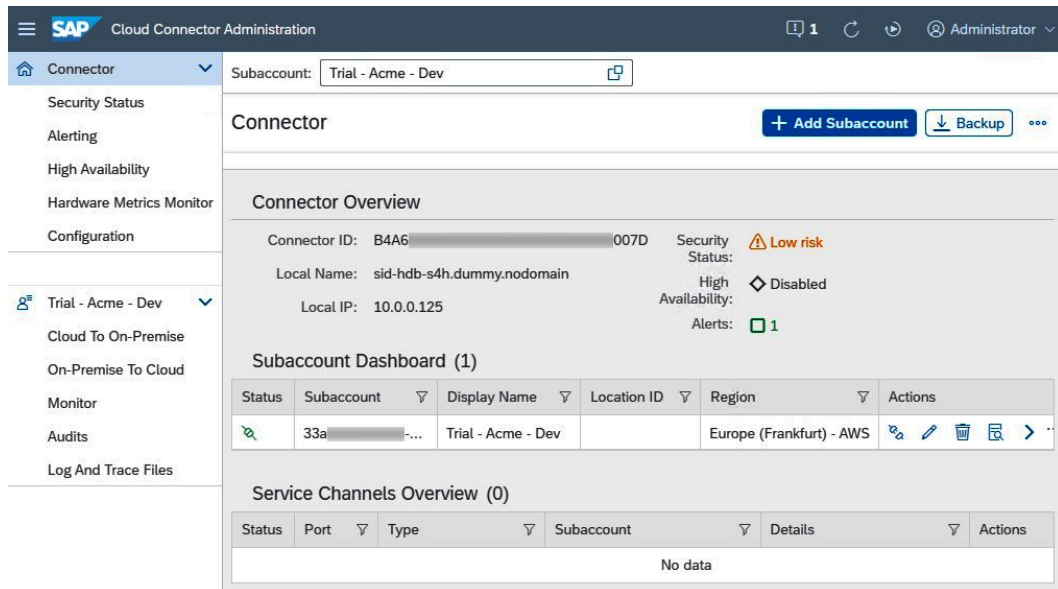 SAP Cloud Connector Administration 1 Administrator
Connector
Security Status
Alerting
High Availability
Hardware Metrics Monitor
Configuration
Trial - Acme - Dev
Cloud To On-Premise
On-Premise To Cloud
Monitor
Audits
Log And Trace Files
Subaccount: Trial - Acme - Dev
Connector
+ Add Subaccount Backup
Connector Overview
Connector ID: B4A6 007D
Local Name: sid-hdb-s4h.dummy.nodomain
Local IP: 10.0.0.125
Security Status: Low risk
High Availability: Disabled
Alerts: 1
Subaccount Dashboard (1)
Status Subaccount Display Name Location ID Region Actions
33a -... Trial - Acme - Dev Europe (Frankfurt) - AWS
Service Channels Overview (0)
Status Port Type Subaccount Details Actions
No data